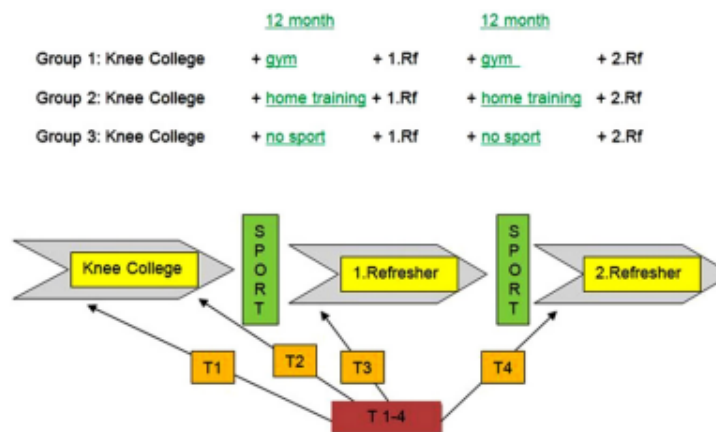 12 month 12 month
Group 1: Knee College + gym + 1.Rf + gym + 2.Rf
Group 2: Knee College + home training + 1.Rf + home training + 2.Rf
Group 3: Knee College + no sport + 1.Rf + no sport + 2.Rf
Knee College
SPORT
1.Refresher
SPORT
2.Refresher
T1
T2
T3
T4
T 1-4